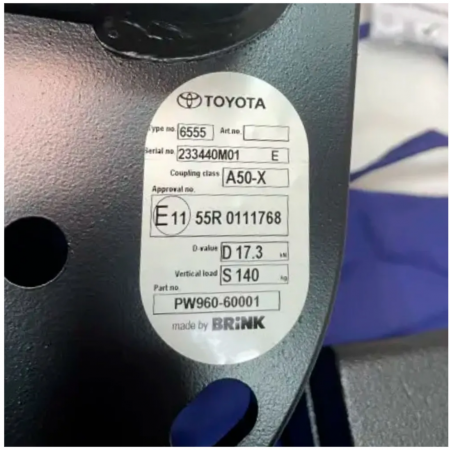 TOYOTA
Type no 6555 Art no.
Serial no 233440M01 E
Coupling class A50-X
Approval no.
E11 55R 0111768
D-value D 17.3 kN
Vertical load S 140 kg
Part no.
PW960-60001
made by BRiNK